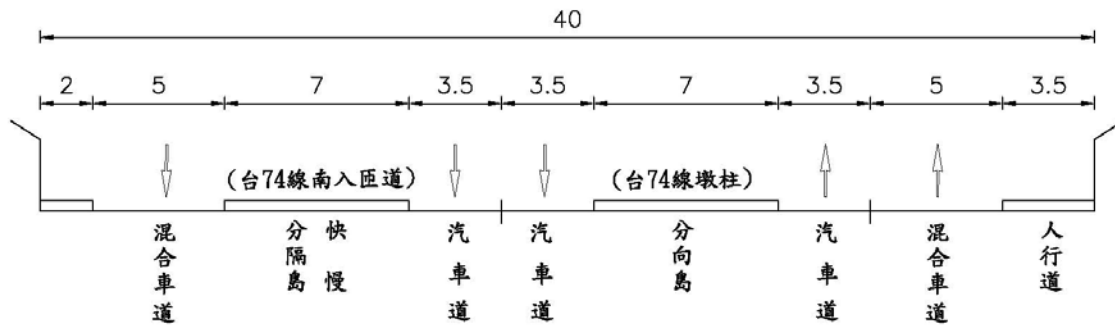 40
2 5 7 3.5 3.5 7 3.5 5 3.5
(台74線南入匝道) (台74線墩柱)
混合車道
快慢
分隔島
汽車道
汽車道
分向島
汽車道
混合車道
人行道